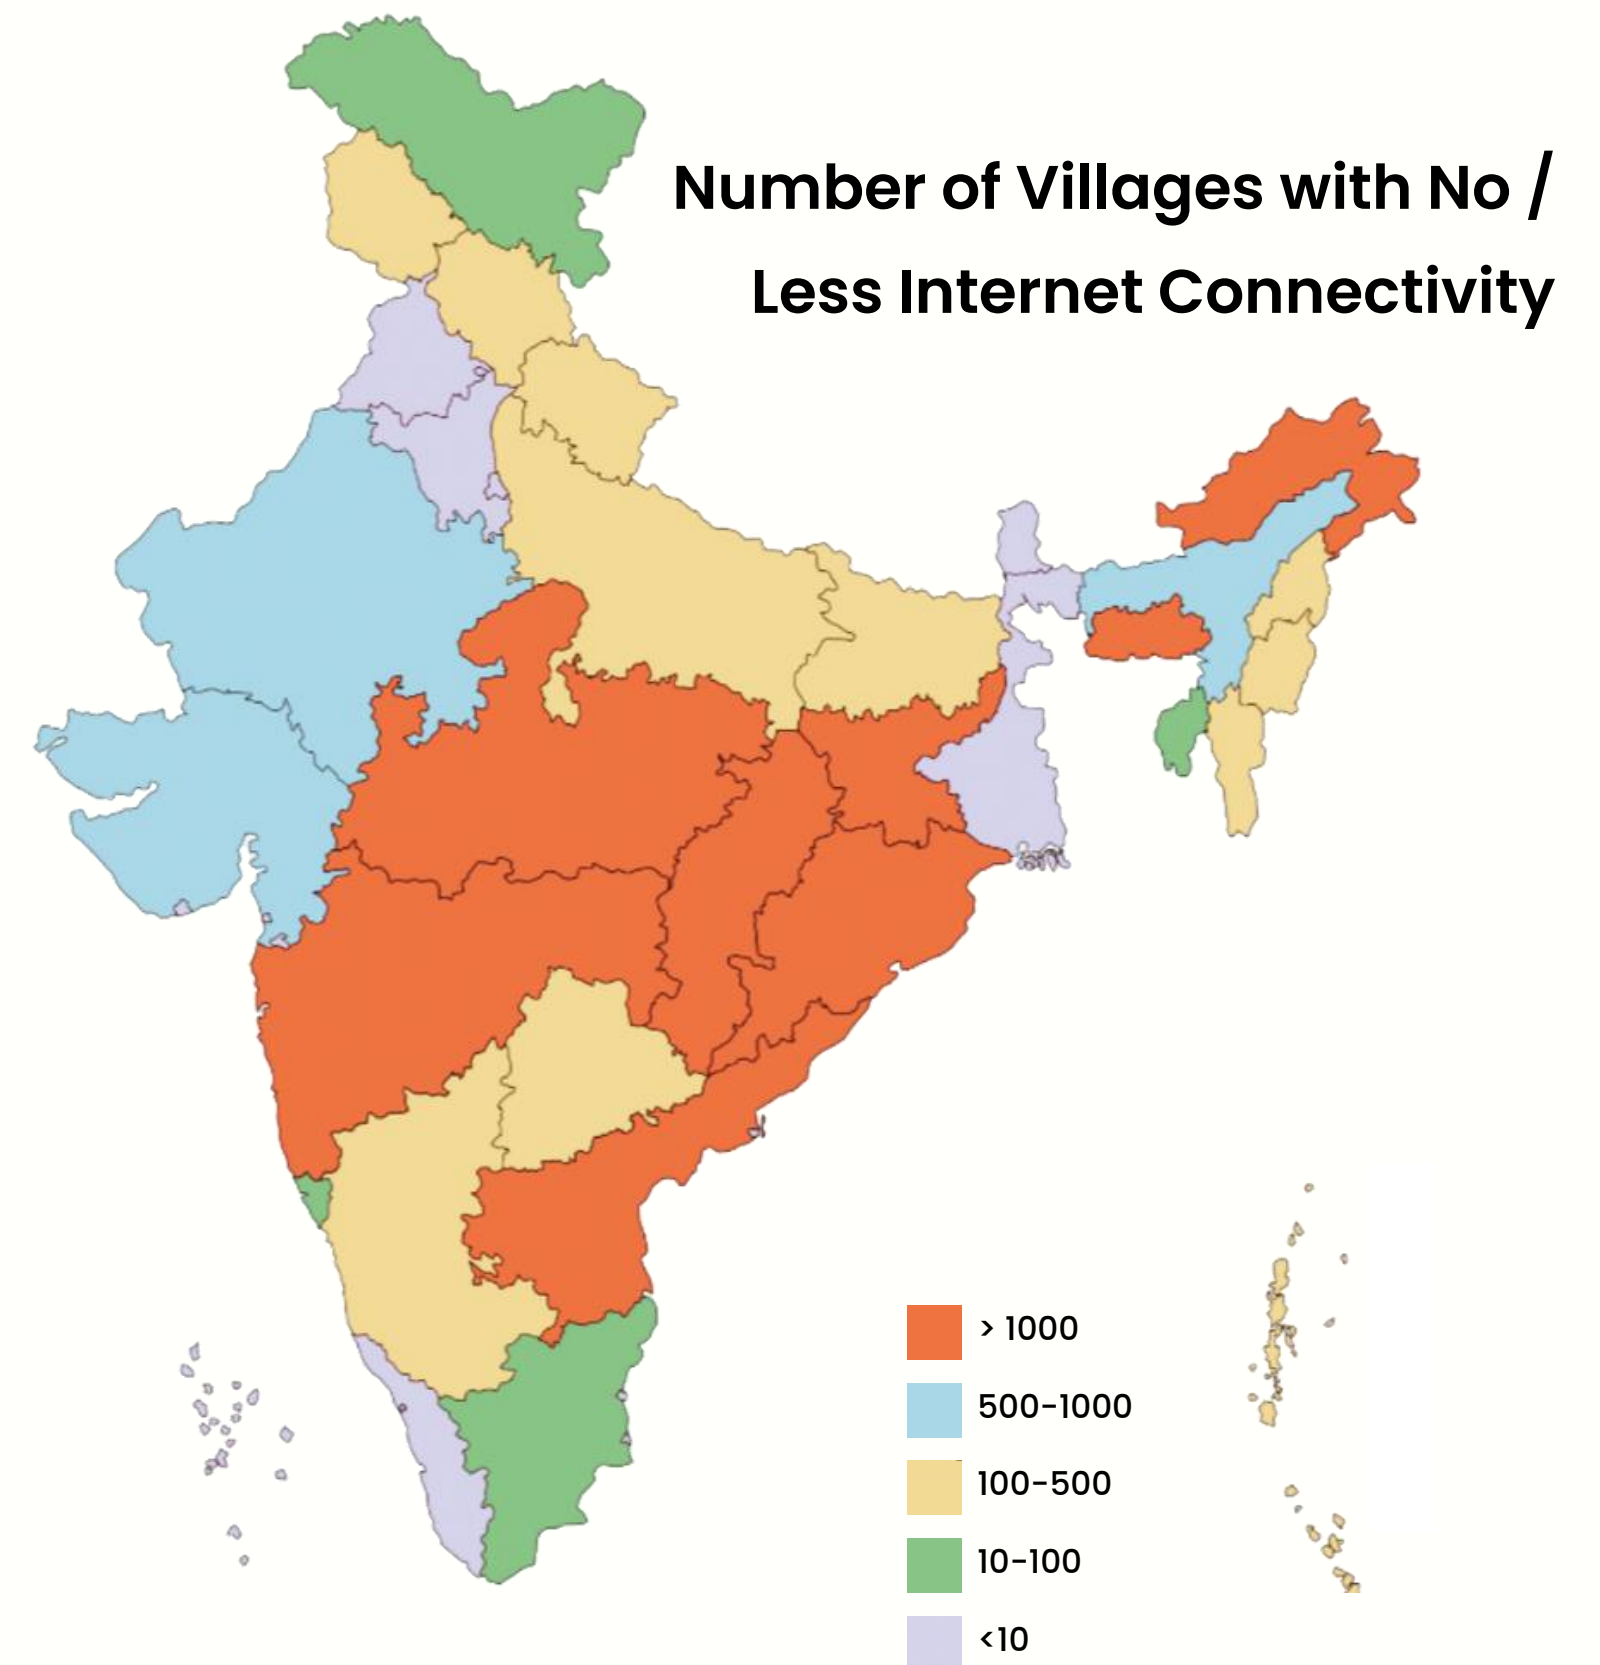 Number of Villages with No /
Less Internet Connectivity
> 1000
500-1000
100-500
10-100
<10